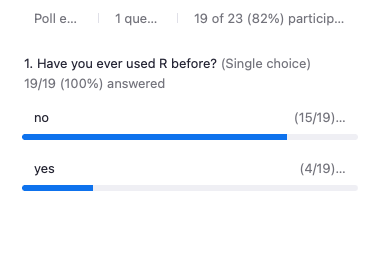 Poll e... 1 que... 19 of 23 (82%) particip...
1. Have you ever used R before? (Single choice)
19/19 (100%) answered
no (15/19)...
yes (4/19)...